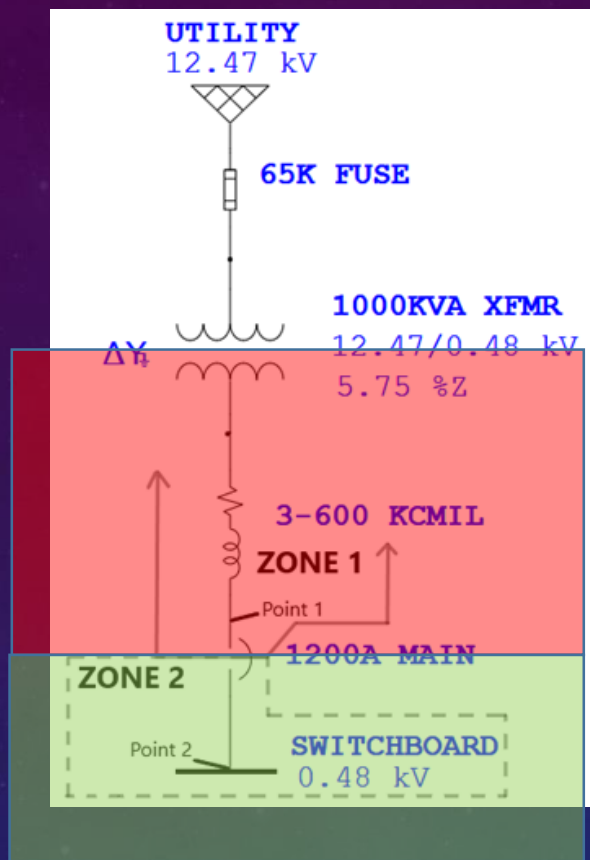 UTILITY
12.47 kV
65K FUSE
1000KVA XFMR
ΔY
12.47/0.48 kV
5.75 %Z
3-600 KCMIL
ZONE 1
Point 1
1200A MAIN
ZONE 2
Point 2
SWITCHBOARD
0.48 kV